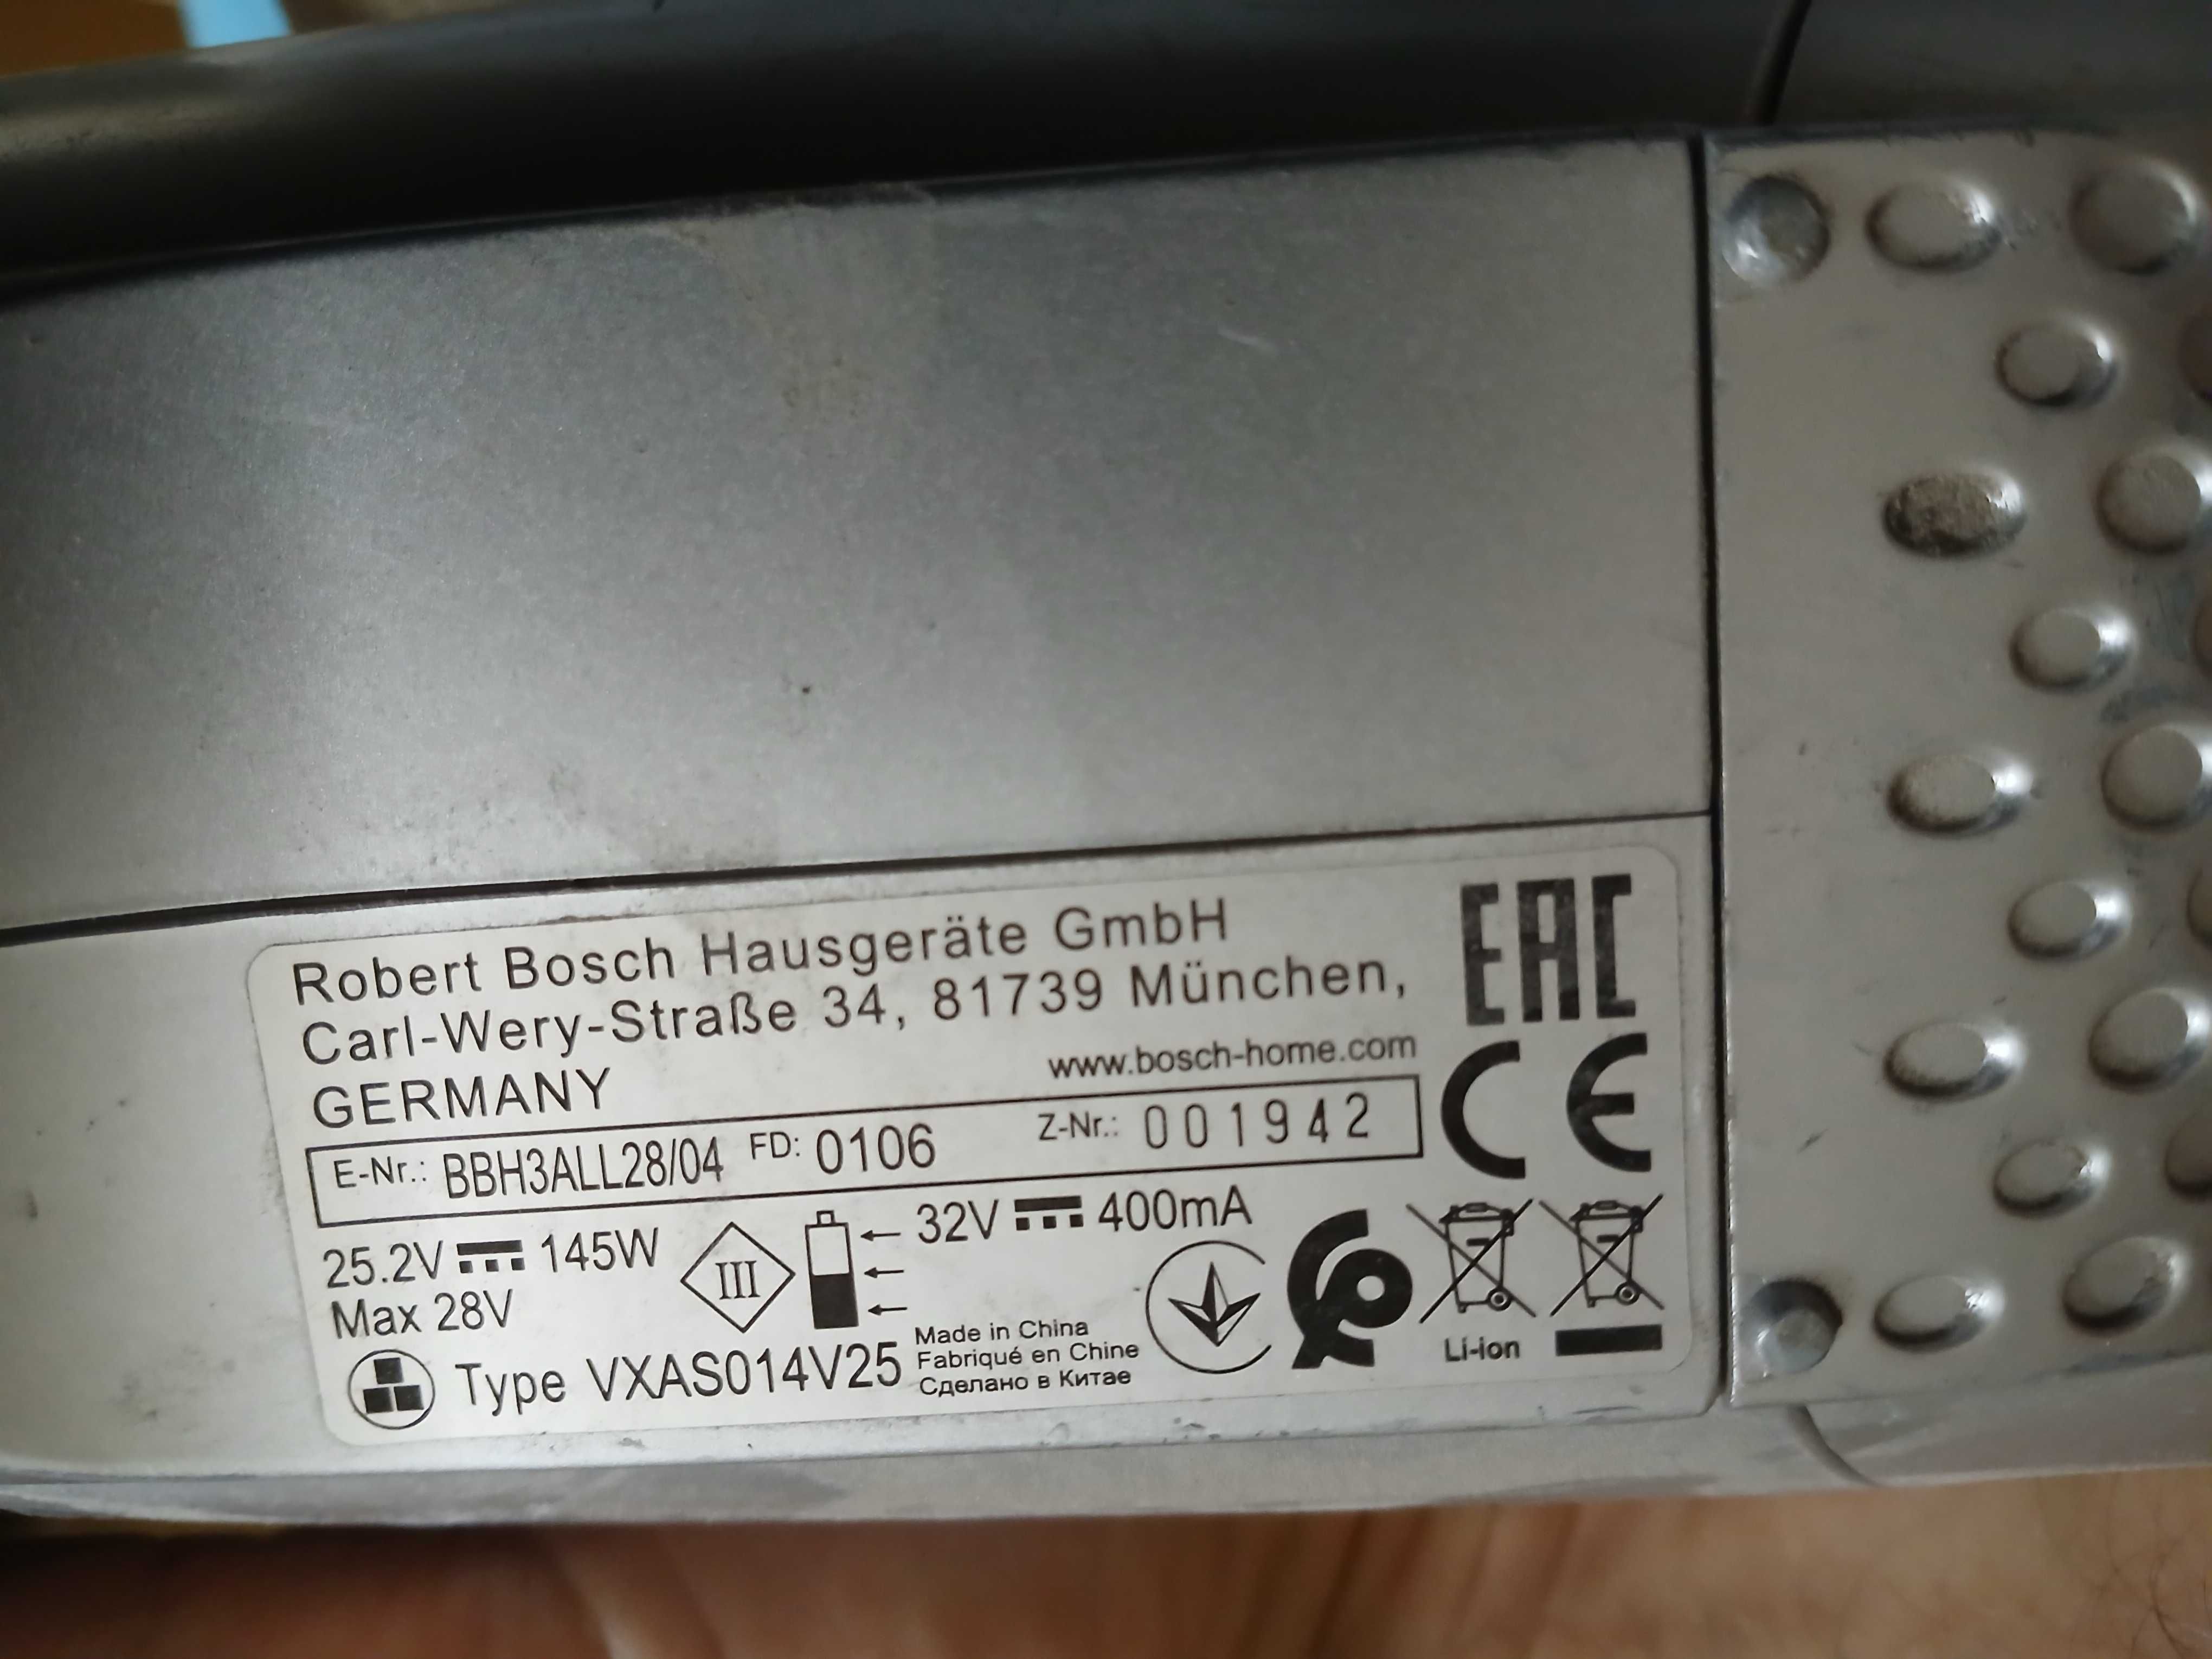 Robert Bosch Hausgeräte GmbH
Carl-Wery-Straße 34, 81739 München,
GERMANY
www.bosch-home.com
E-Nr.: BBH3ALL28/04 FD: 0106 Z-Nr.: 001942
25.2V 145W
Max 28V
III
32V 400mA
Type VXAS014V25
Made in China
Fabriqué en Chine
Сделано в Китае
EAC
CE
Li-ion